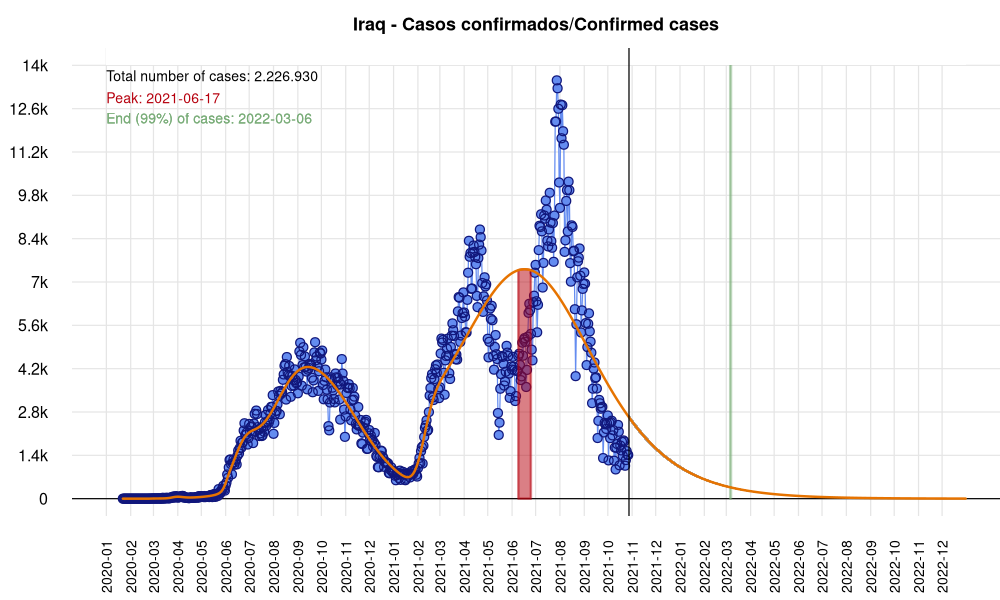 Iraq - Casos confirmados/Confirmed cases
Total number of cases: 2.226.930
Peak: 2021-06-17
End (99%) of cases: 2022-03-06
14k
12.6k
11.2k
9.8k
8.4k
7k
5.6k
4.2k
2.8k
1.4k
0
2020-01
2020-02
2020-03
2020-04
2020-05
2020-06
2020-07
2020-08
2020-09
2020-10
2020-11
2020-12
2021-01
2021-02
2021-03
2021-04
2021-05
2021-06
2021-07
2021-08
2021-09
2021-10
2021-11
2021-12
2022-01
2022-02
2022-03
2022-04
2022-05
2022-06
2022-07
2022-08
2022-09
2022-10
2022-11
2022-12